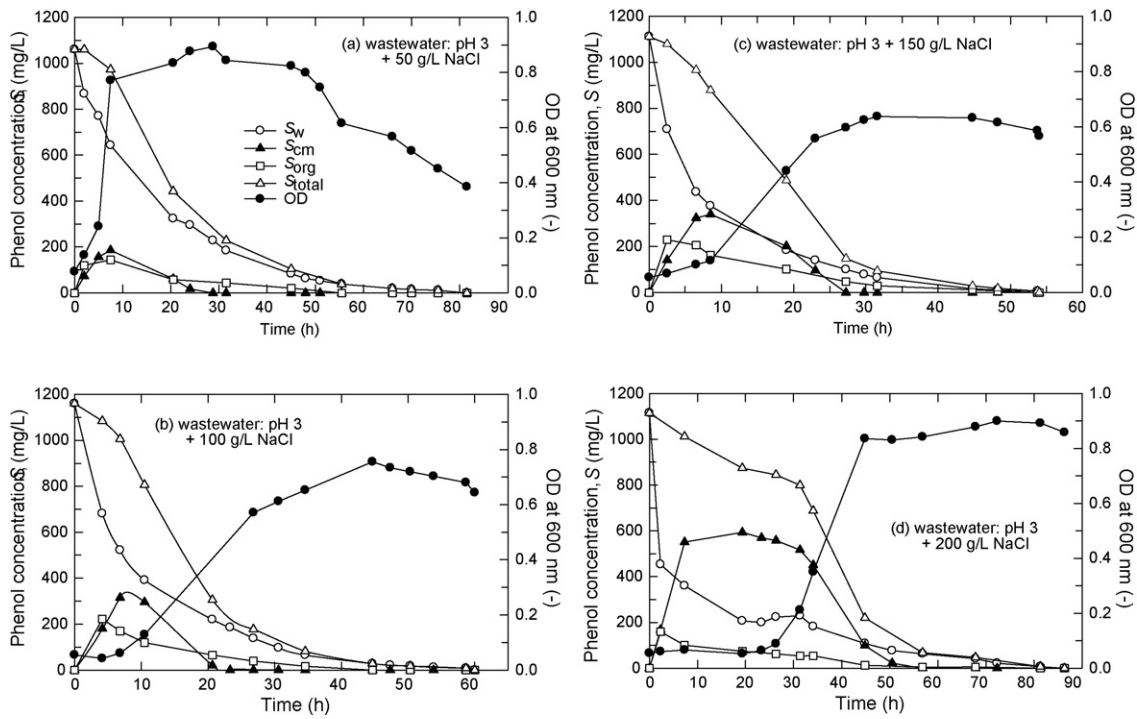 1200
1000
800
600
400
200
0
Phenol concentration, S (mg/L)
(a) wastewater: pH 3
+ 50 g/L NaCl
Sw
Scm
Sorg
Stotal
OD
1.0
0.8
0.6
0.4
0.2
0.0
OD at 600 nm (-)
0 10 20 30 40 50 60 70 80 90
Time (h)
1200
1000
800
600
400
200
0
Phenol concentration, S (mg/L)
(c) wastewater: pH 3 + 150 g/L NaCl
1.0
0.8
0.6
0.4
0.2
0.0
OD at 600 nm (-)
0 10 20 30 40 50 60
Time (h)
1200
1000
800
600
400
200
0
Phenol concentration, S (mg/L)
(b) wastewater: pH 3
+ 100 g/L NaCl
1.0
0.8
0.6
0.4
0.2
0.0
OD at 600 nm (-)
0 10 20 30 40 50 60
Time (h)
1200
1000
800
600
400
200
0
Phenol concentration, S (mg/L)
(d) wastewater: pH 3
+ 200 g/L NaCl
1.0
0.8
0.6
0.4
0.2
0.0
OD at 600 nm (-)
0 10 20 30 40 50 60 70 80 90
Time (h)